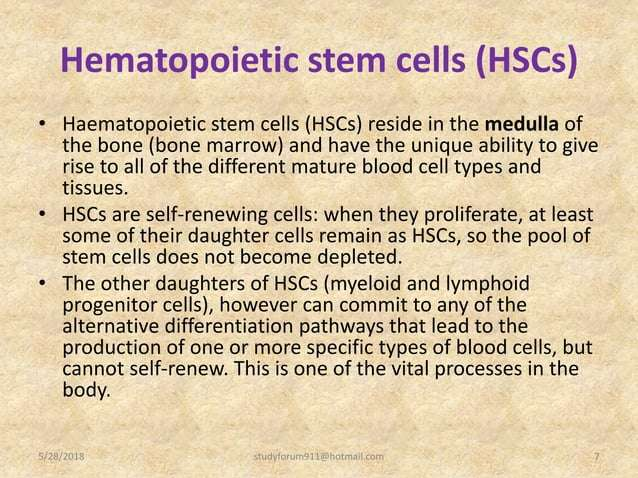 Hematopoietic stem cells (HSCs)
• Haematopoietic stem cells (HSCs) reside in the medulla of
the bone (bone marrow) and have the unique ability to give
rise to all of the different mature blood cell types and
tissues.
• HSCs are self-renewing cells: when they proliferate, at least
some of their daughter cells remain as HSCs, so the pool of
stem cells does not become depleted.
• The other daughters of HSCs (myeloid and lymphoid
progenitor cells), however can commit to any of the
alternative differentiation pathways that lead to the
production of one or more specific types of blood cells, but
cannot self-renew. This is one of the vital processes in the
body.
5/28/2018 studyforum911@hotmail.com 7